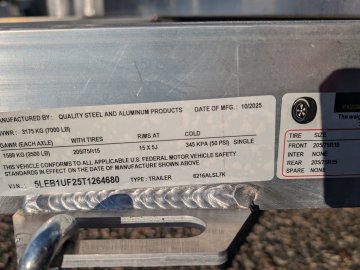 MANUFACTURED BY: QUALITY STEEL AND ALUMINUM PRODUCTS DATE OF MFG.: 10/2025
GVWR: 3175 KG (7000 LB)
GAWR (EACH AXLE) WITH TIRES RIMS AT COLD
1588 KG (3500 LB) 205/75R15 15 X 5J 345 KPA (50 PSI) SINGLE
THIS VEHICLE CONFORMS TO ALL APPLICABLE U.S. FEDERAL MOTOR VEHICLE SAFETY
STANDARDS IN EFFECT ON THE DATE OF MANUFACTURE SHOWN ABOVE
V.I.N.: 5LEB1UF25T1264680 TYPE: TRAILER 8216ALSL7K
The weig
TIRE SIZE
FRONT 205/75R15
INTER NONE
REAR 205/75R15
SPARE NONE